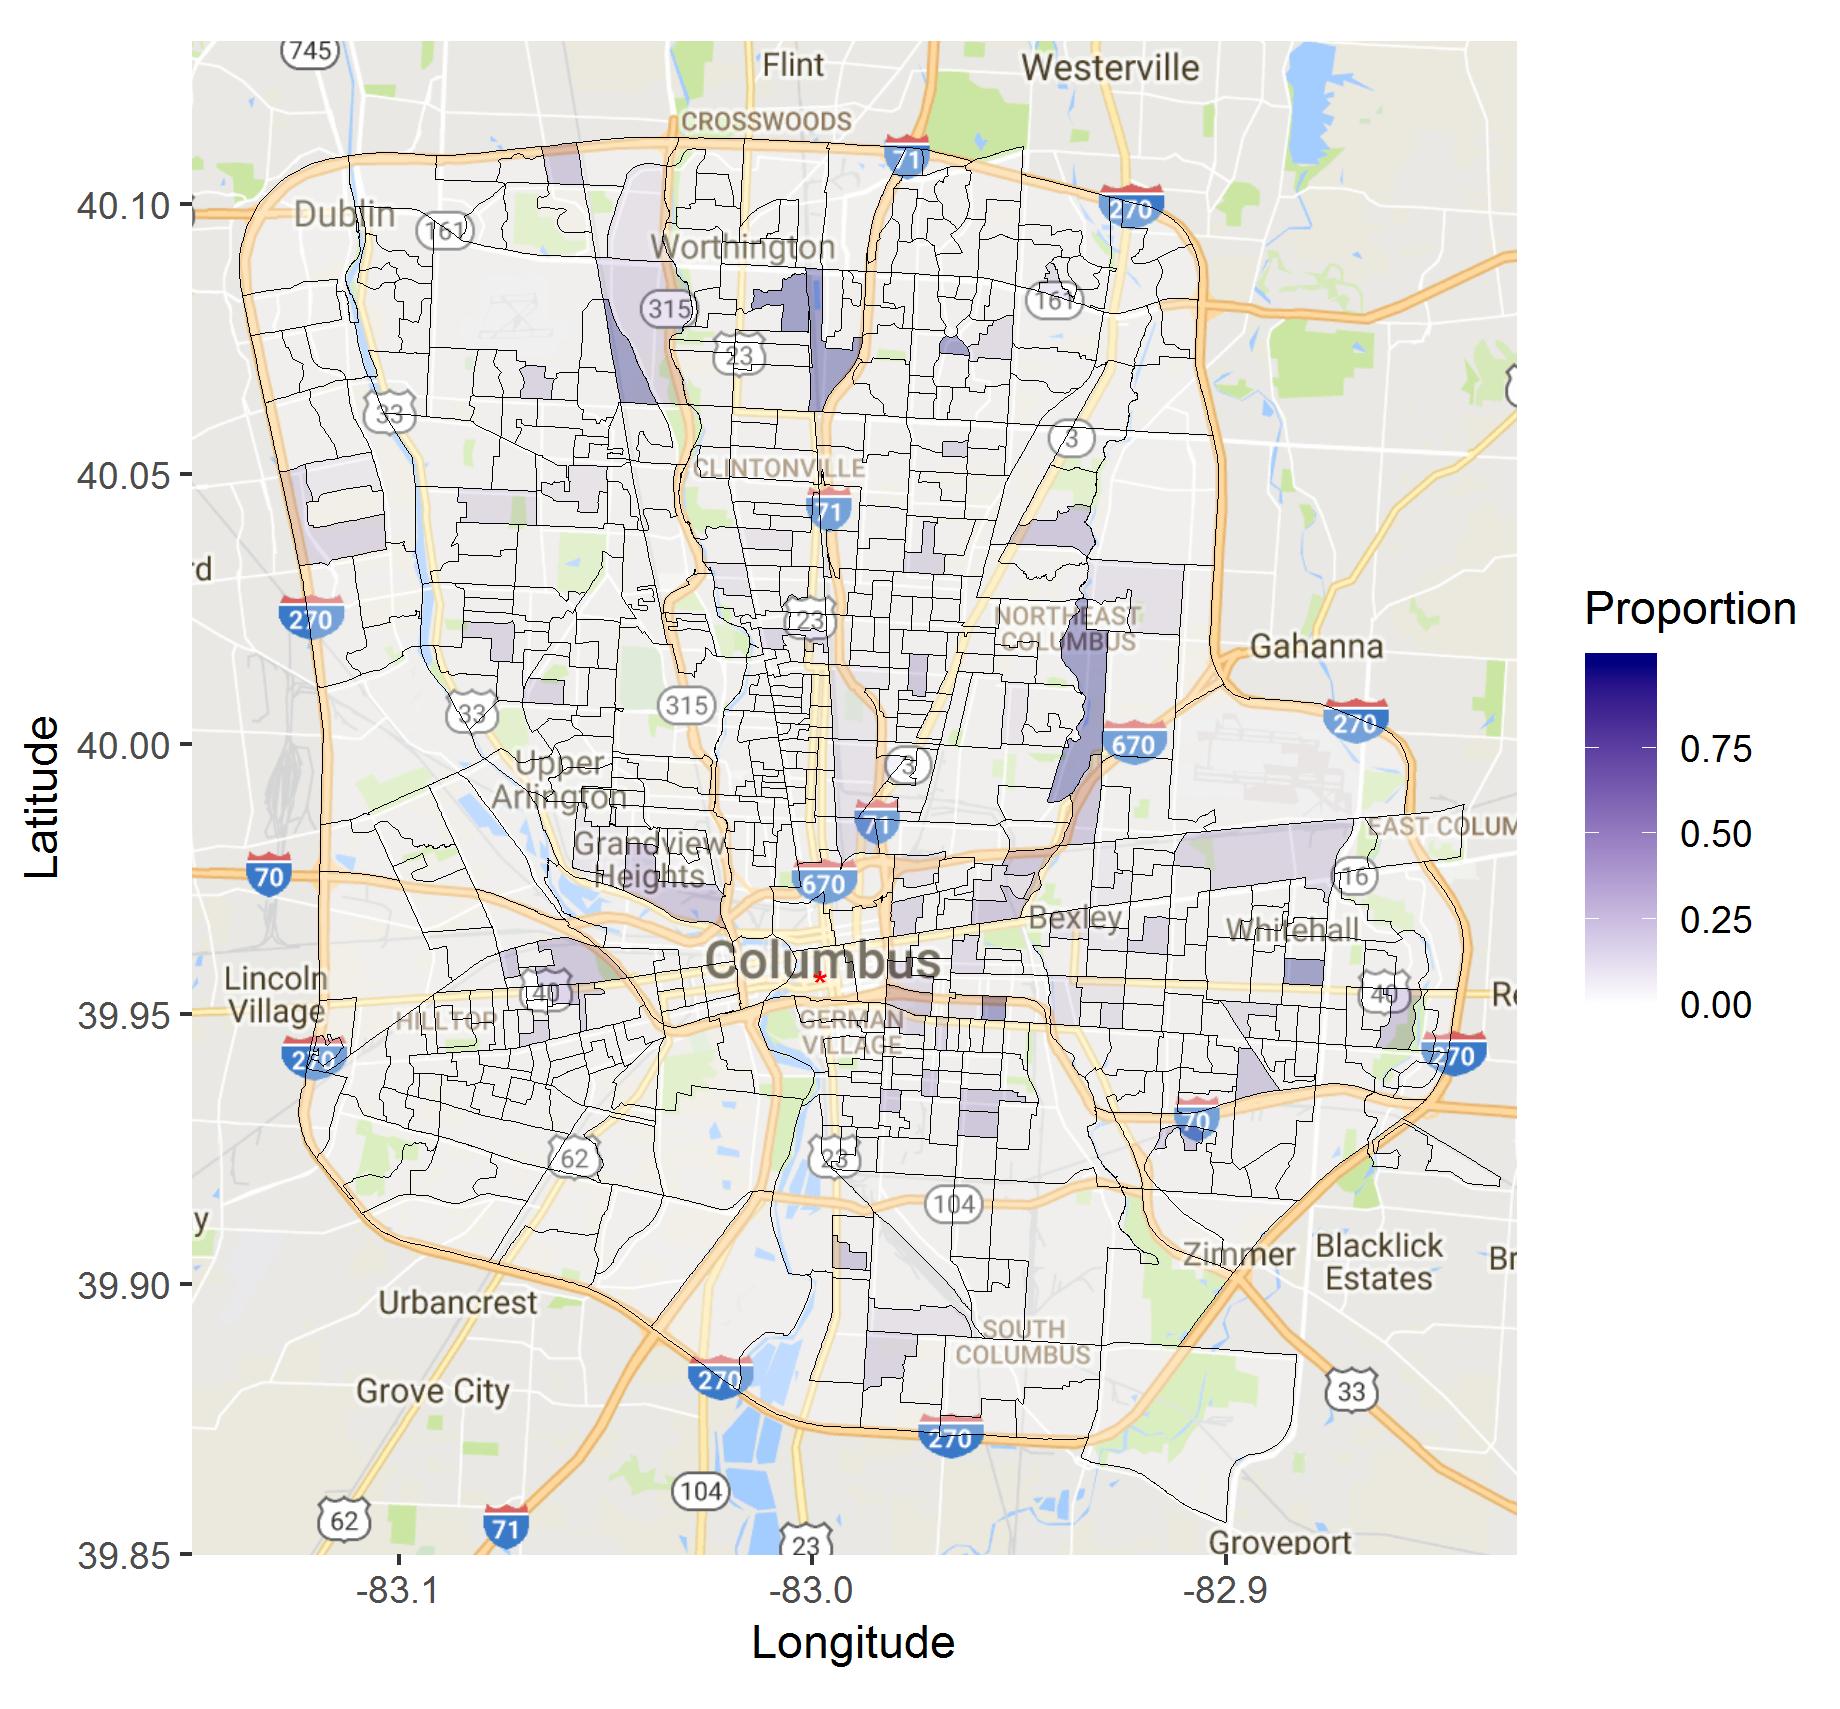 745
Flint
Westerville
CROSSWOODS
71
40.10
Dublin
161
270
Worthington
315
161
23
33
3
40.05
CLINTONVILLE
71
rd
270
23
NORTHEAST
COLUMBUS
Gahanna
Proportion
33
315
270
40.00
670
0.75
Upper
Arlington
3
71
EAST COLUM
0.50
Grandview
Heights
70
670
16
0.25
Bexley
Whitehall
Columbus
*
Lincoln
Village
40
40
Re
0.00
39.95
HILLTOP
GERMAN
VILLAGE
270
270
70
62
23
104
y
Zimmer
Blacklick
Estates
Br
39.90
Urbancrest
SOUTH
COLUMBUS
270
Grove City
33
270
104
62
71
23
Groveport
39.85
-83.1
-83.0
-82.9
Longitude
Latitude